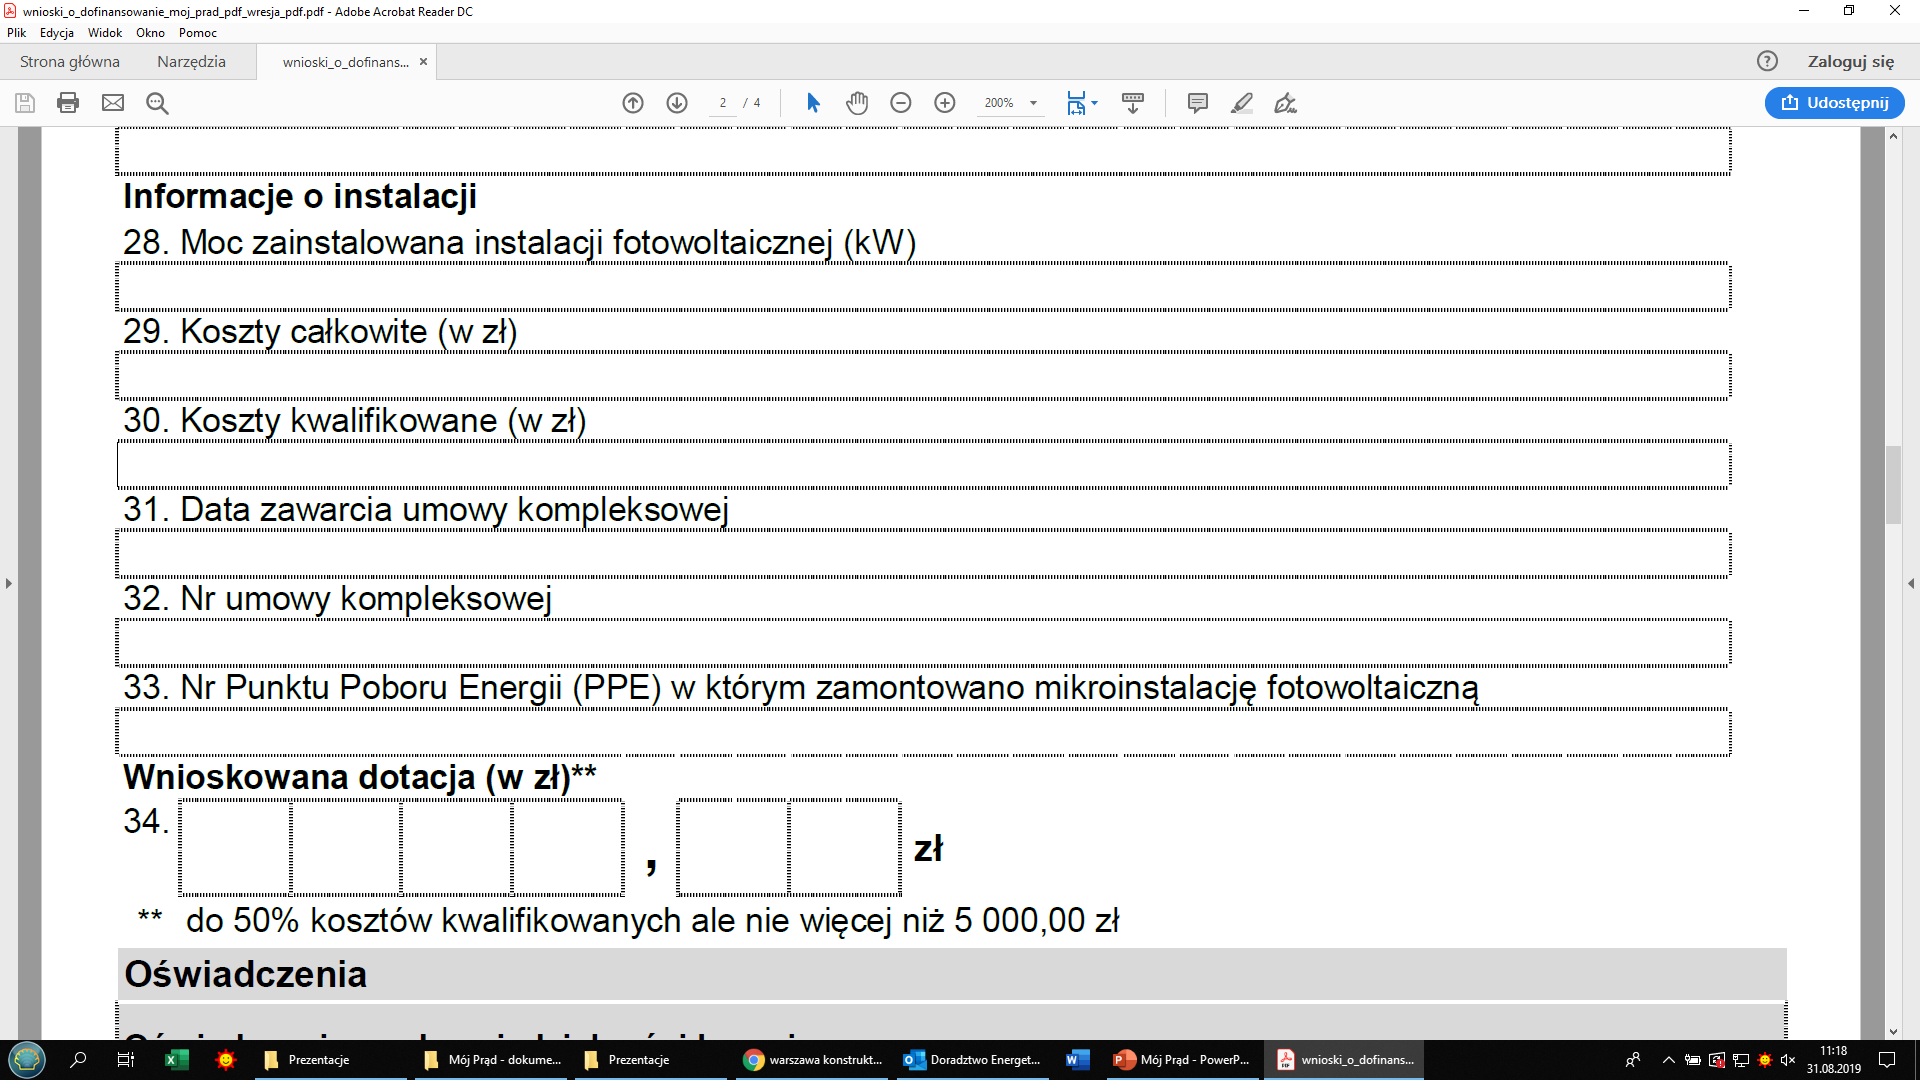 wnioski_o_dofinansowanie_moj_prad_pdf_wresja_pdf.pdf - Adobe Acrobat Reader DC
Plik Edycja Widok Okno Pomoc
Strona główna Narzędzia wnioski_o_dofinans... × ? Zaloguj się
2 / 4 200% Udostępnij
Informacje o instalacji
28. Moc zainstalowana instalacji fotowoltaicznej (kW)
29. Koszty całkowite (w zł)
30. Koszty kwalifikowane (w zł)
31. Data zawarcia umowy kompleksowej
32. Nr umowy kompleksowej
33. Nr Punktu Poboru Energii (PPE) w którym zamontowano mikroinstalację fotowoltaiczną
Wnioskowana dotacja (w zł)**
34. , zł
** do 50% kosztów kwalifikowanych ale nie więcej niż 5 000,00 zł
Oświadczenia
Prezentacje Mój Prąd - dokume... Prezentacje warszawa konstrukt... Doradztwo Energet... Mój Prąd - PowerP... wnioski_o_dofinans... 11:18
31.08.2019